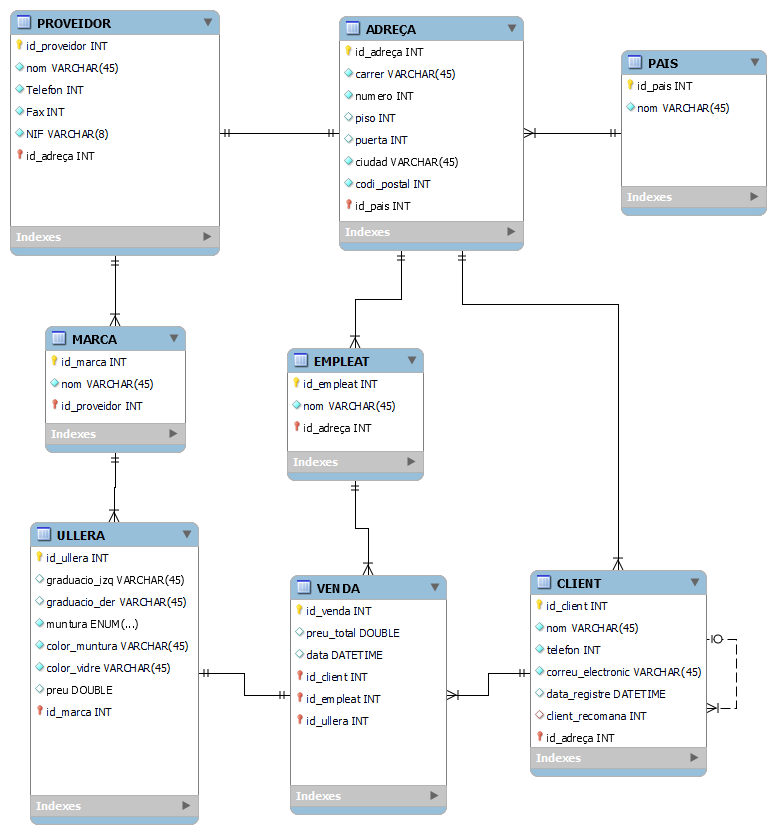 PROVEIDOR
id_proveidor INT
nom VARCHAR(45)
Telefon INT
Fax INT
NIF VARCHAR(8)
id_adreça INT
Indexes
ADREÇA
id_adreça INT
carrer VARCHAR(45)
numero INT
piso INT
puerta INT
ciudad VARCHAR(45)
codi_postal INT
id_pais INT
Indexes
PAIS
id_pais INT
nom VARCHAR(45)
Indexes
MARCA
id_marca INT
nom VARCHAR(45)
id_proveidor INT
Indexes
EMPLEAT
id_empleat INT
nom VARCHAR(45)
id_adreça INT
Indexes
ULLERA
id_ullera INT
graduacio_izq VARCHAR(45)
graduacio_der VARCHAR(45)
muntura ENUM(...)
color_muntura VARCHAR(45)
color_vidre VARCHAR(45)
preu DOUBLE
id_marca INT
Indexes
VENDA
id_venda INT
preu_total DOUBLE
data DATETIME
id_client INT
id_empleat INT
id_ullera INT
Indexes
CLIENT
id_client INT
nom VARCHAR(45)
telefon INT
correu_electronic VARCHAR(45)
data_registre DATETIME
client_recomana INT
id_adreça INT
Indexes